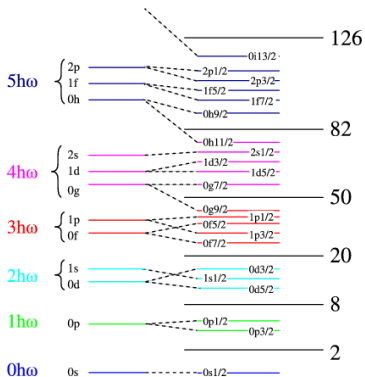 126
0i13/2
2p
2p1/2
5hω
1f
2p3/2
1f5/2
0h
1f7/2
0h9/2
82
0h11/2
2s
2s1/2
4hω
1d
1d3/2
1d5/2
0g
0g7/2
50
0g9/2
1p
1p1/2
3hω
0f5/2
0f
1p3/2
0f7/2
20
1s
0d3/2
2hω
1s1/2
0d
0d5/2
8
1hω
0p
0p1/2
0p3/2
2
0hω
0s
0s1/2